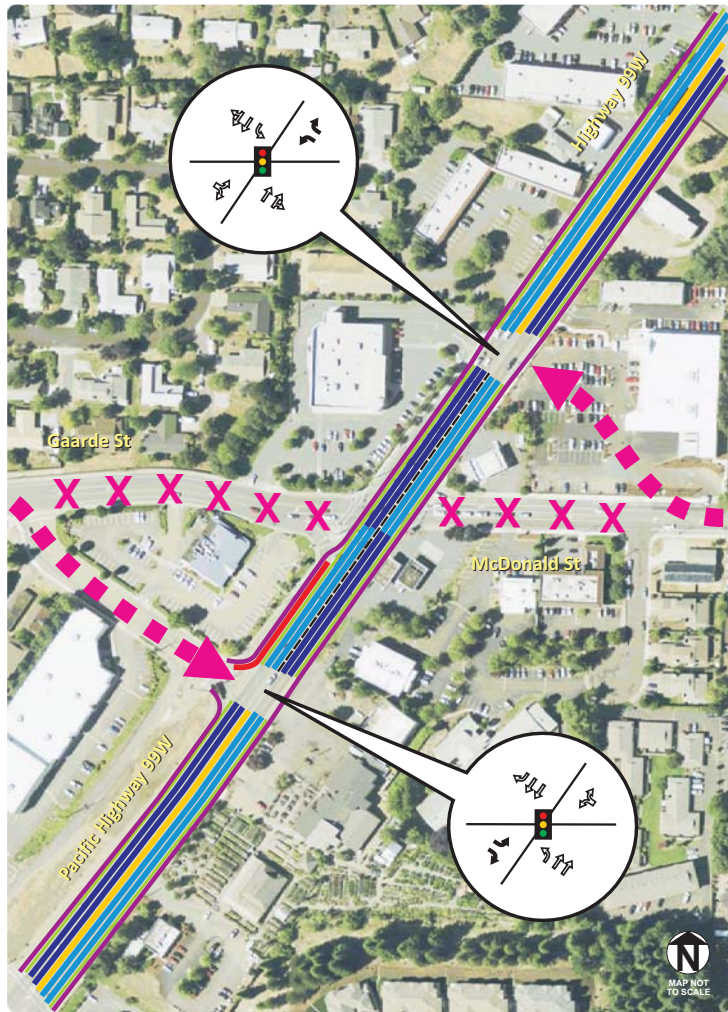 Highway 99W
Gaarde St
X X X X X X
X X X X
McDonald St
Pacific Highway 99W
N
MAP NOT
TO SCALE